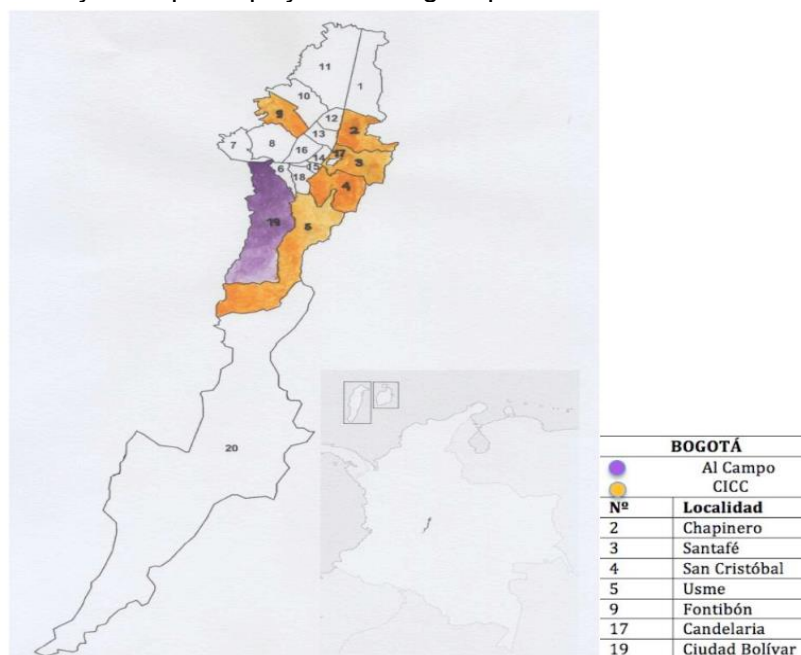 11
1
10
9
12
2
13
7
8
16
17
3
14
15
6
18
4
19
5
20
BOGOTÁ
Al Campo
CICC
Nº Localidad
2 Chapinero
3 Santafé
4 San Cristóbal
5 Usme
9 Fontibón
17 Candelaria
19 Ciudad Bolívar